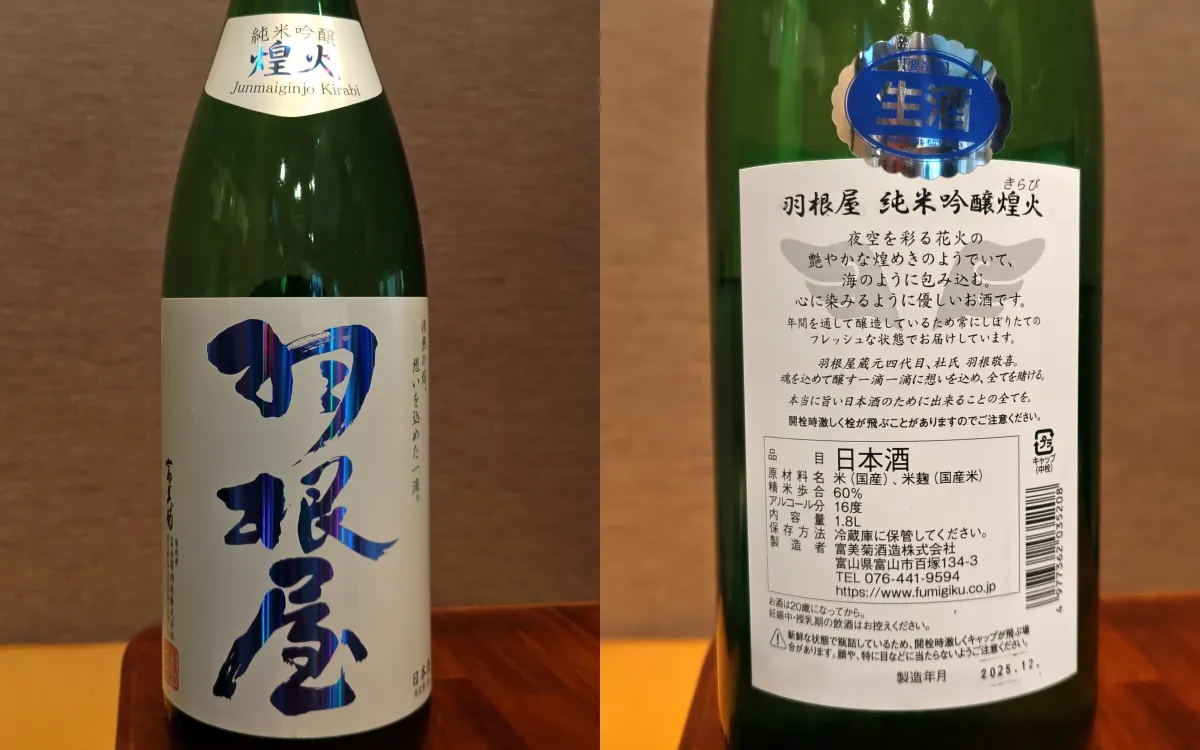 純米吟醸
煌火
Junmaiginjo Kirabi
羽根屋
情熱の酒、
想いを込めた一滴。
富美菊
日本酒
生酒
きらび
羽根屋 純米吟醸煌火
夜空を彩る花火の
艶やかな煌めきのようでいて、
海のように包み込む。
心に染みるように優しいお酒です。
年間を通して醸造しているため常にしぼりたての
フレッシュな状態でお届けしています。
羽根屋蔵元四代目、杜氏 羽根敬喜。
魂を込めて醸す一滴一滴に想いを込め、全てを賭ける。
本当に旨い日本酒のために出来ることの全てを。
開栓時激しく栓が飛ぶことがありますのでご注意ください。
品目 日本酒
原材料名 米(国産)、米麹(国産米)
精米歩合 60%
アルコール分 16度
内容量 1.8L
保存方法 冷蔵庫に保管してください。
製造者 富美菊酒造株式会社
富山県富山市百塚134-3
TEL 076-441-9594
https://www.fumigiku.co.jp
プラ
キャップ
(中栓)
4 977362 035208
お酒は20歳になってから。
妊娠中・授乳期の飲酒はお控えください。
新鮮な状態で瓶詰しているため、開栓時激しくキャップが飛ぶ場
合があります。顔や、特に目などに当たらないようご注意ください。
製造年月 2025.12.